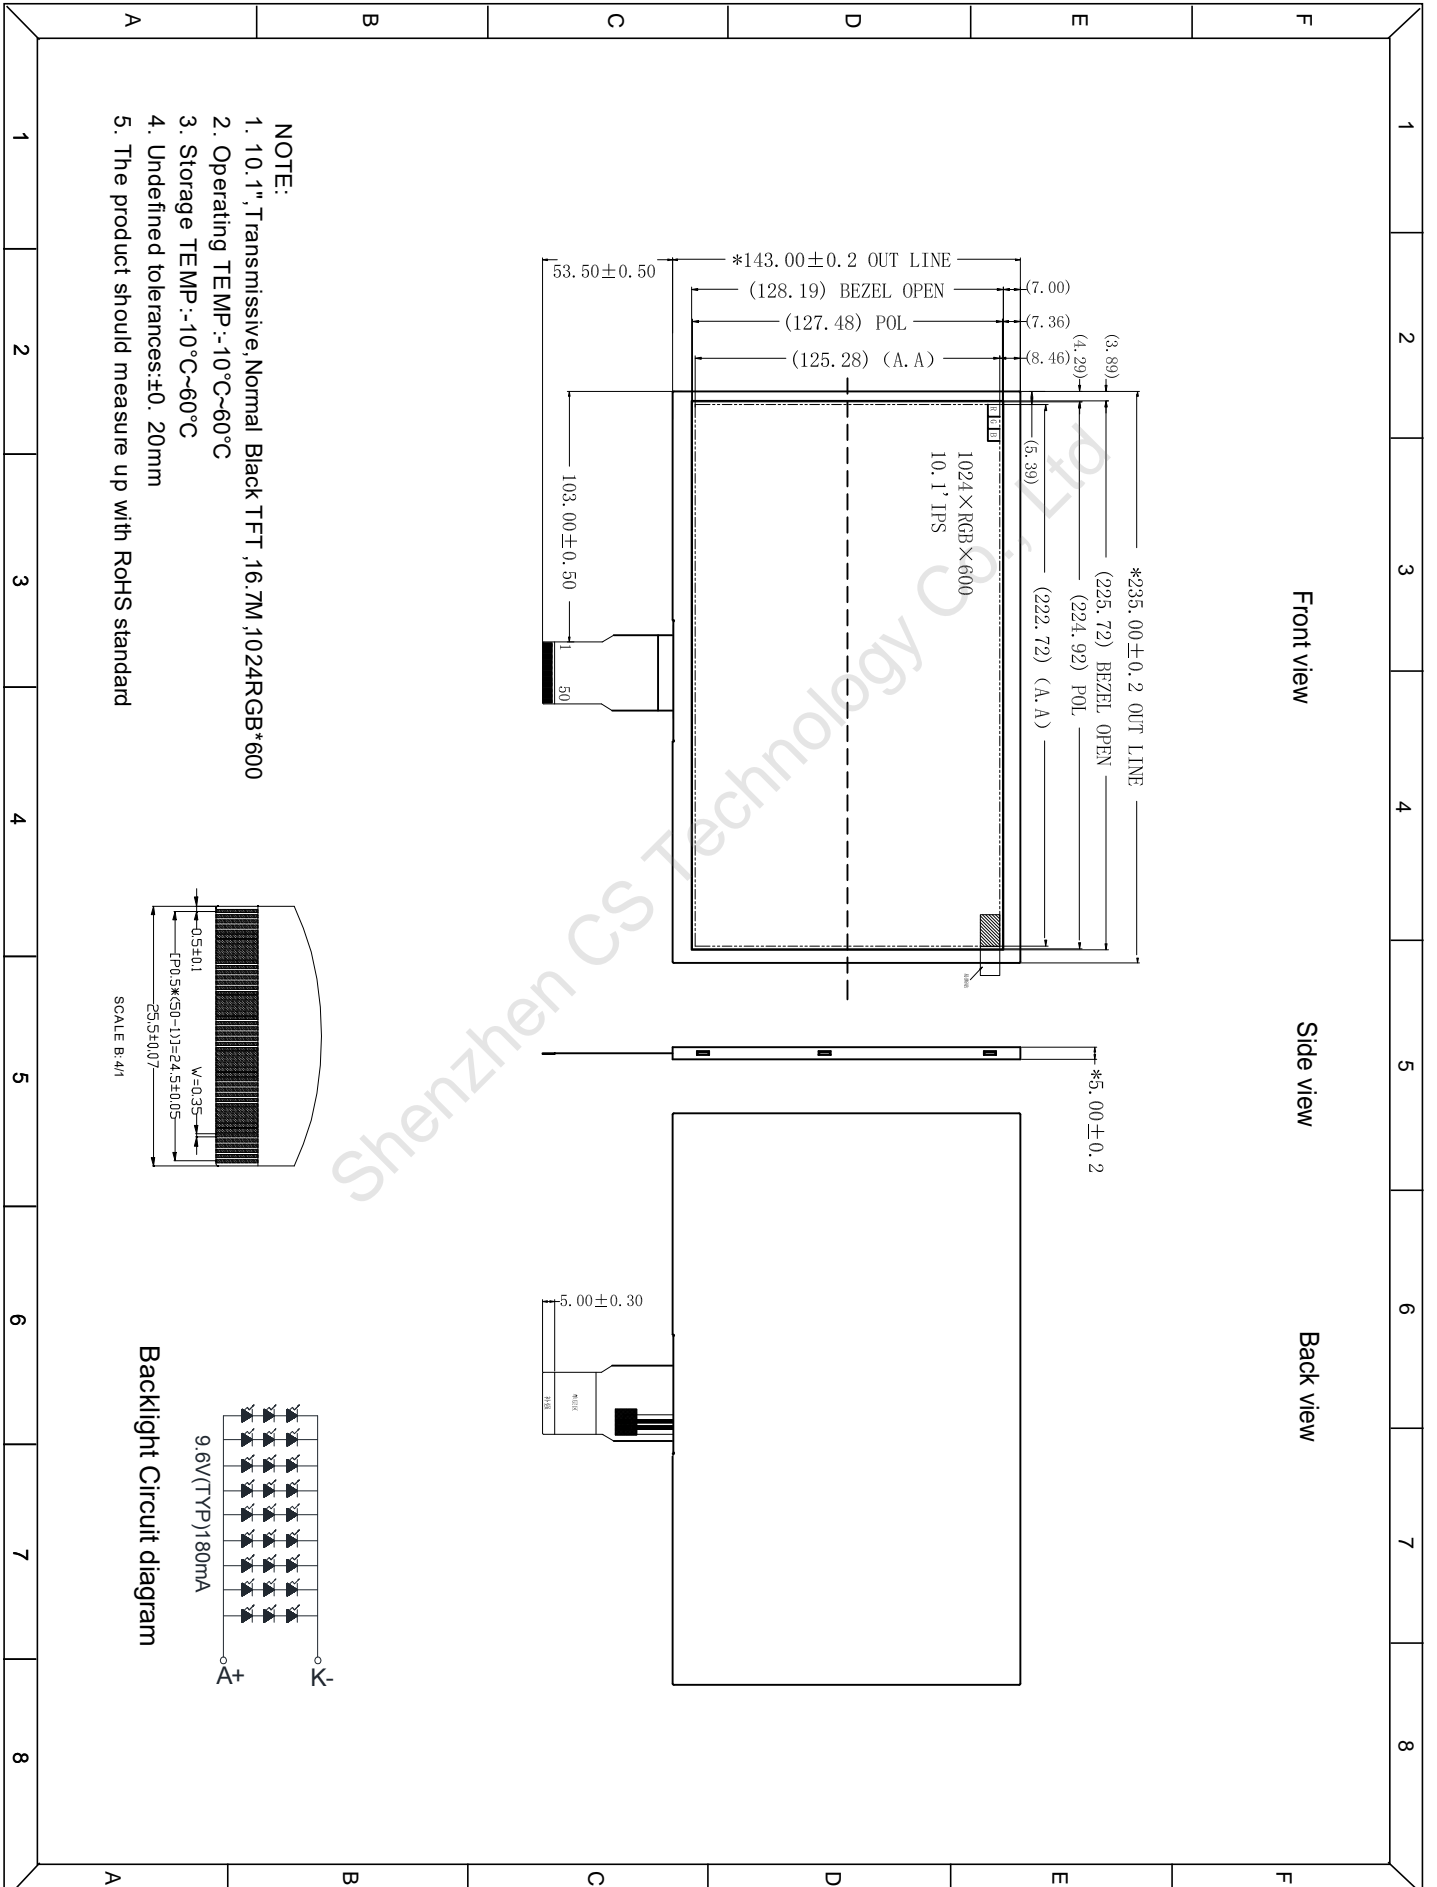 1
2
3
4
5
6
7
8
F
E
D
C
B
A
Front view
Side view
Back view
*235.00±0.2 OUT LINE
(225.72) BEZEL OPEN
(224.92) POL
(222.72) (A.A)
(3.89)
(4.29)
(5.39)
*143.00±0.2 OUT LINE
(128.19) BEZEL OPEN
(127.48) POL
(125.28) (A.A)
(7.00)
(7.36)
(8.46)
53.50±0.50
R G B
1024×RGB×600
10.1' IPS
103.00±0.50
1 50
*5.00±0.2
5.00±0.30
NOTE:
1. 10.1",Transmissive,Normal Black TFT ,16.7M,1024RGB*600
2. Operating TEMP:-10°C~60°C
3. Storage TEMP:-10°C~60°C
4. Undefined tolerances:±0. 20mm
5. The product should measure up with RoHS standard
0.5±0.1
W=0.35
[P0.5*(50-1)]=24.5±0.05
25.5±0.07
SCALE B:4/1
K-
A+
9.6V(TYP)180mA
Backlight Circuit diagram
Shenzhen CS Technology Co., Ltd
F
E
D
C
B
A
1
2
3
4
5
6
7
8